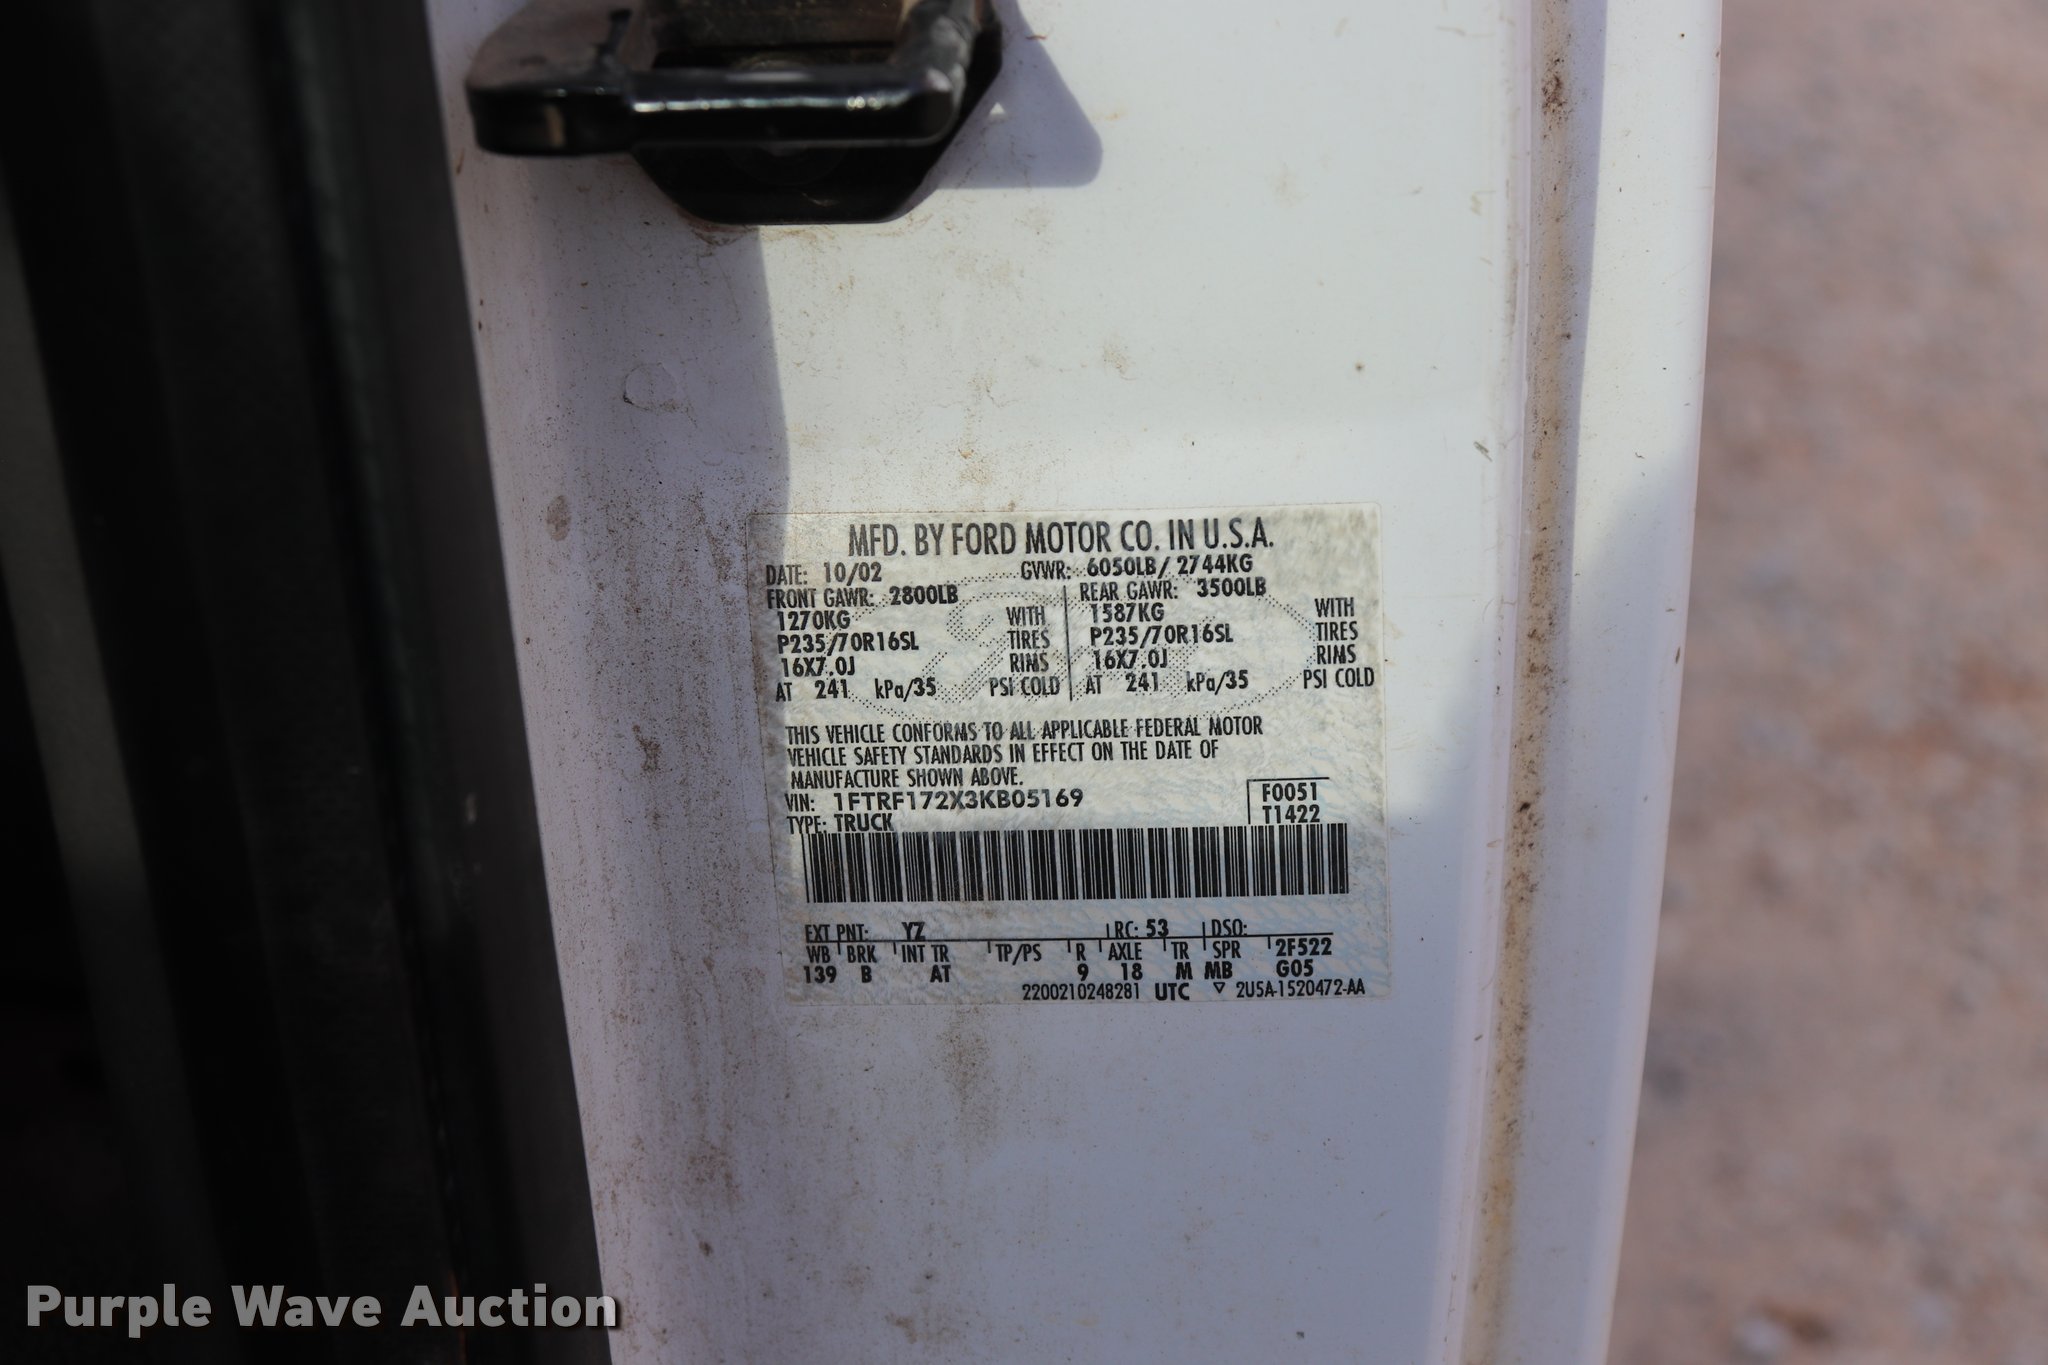 MFD. BY FORD MOTOR CO. IN U.S.A.
DATE: 10/02 GVWR: 6050LB/ 2744KG
FRONT GAWR: 2800LB REAR GAWR: 3500LB
1270KG WITH 1587KG WITH
P235/70R16SL TIRES P235/70R16SL TIRES
16X7.0J RIMS 16X7.0J RIMS
AT 241 kPa/35 PSI COLD AT 241 kPa/35 PSI COLD
THIS VEHICLE CONFORMS TO ALL APPLICABLE FEDERAL MOTOR
VEHICLE SAFETY STANDARDS IN EFFECT ON THE DATE OF
MANUFACTURE SHOWN ABOVE.
VIN: 1FTRF172X3KB05169 F0051
TYPE: TRUCK T1422
EXT PNT: YZ RC: 53 DSO:
WB BRK INT TR TP/PS R AXLE TR SPR 2F522
139 B AT 9 18 M MB G05
2200210248281 UTC ▽ 2U5A-1520472-AA
Purple Wave Auction